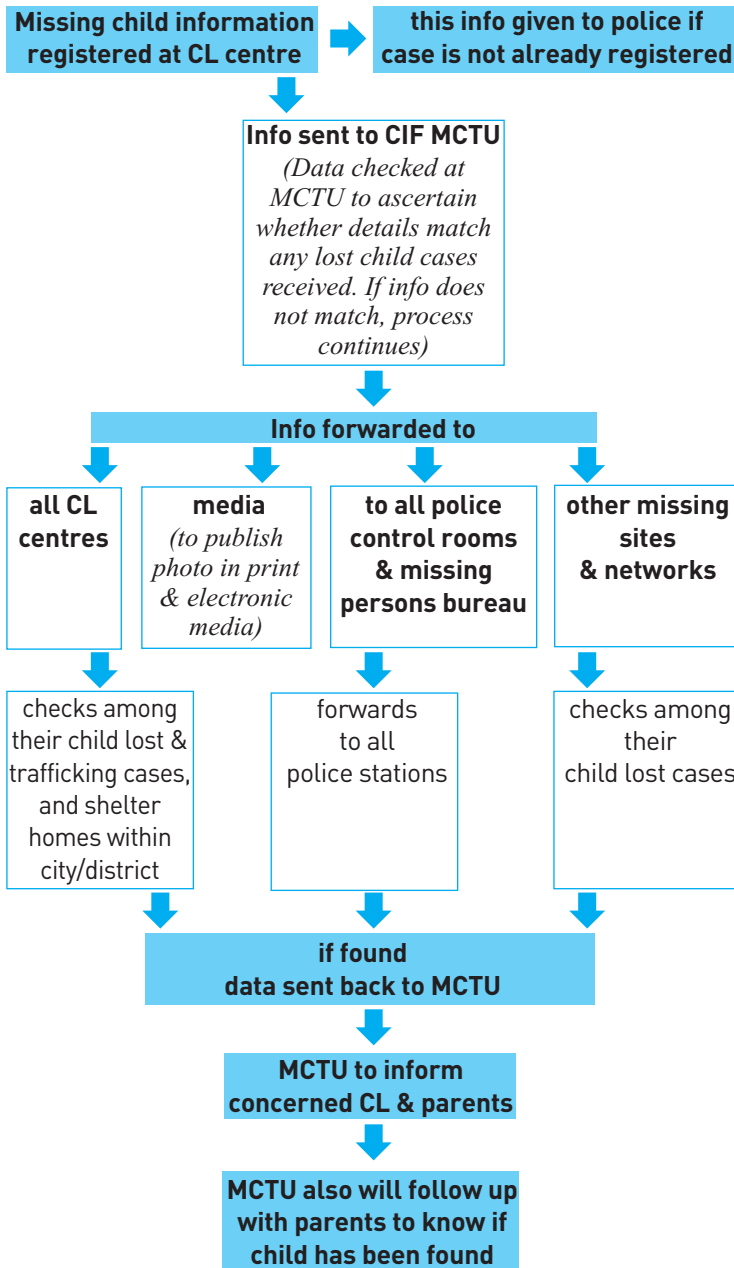 Missing child information
registered at CL centre
this info given to police if
case is not already registered
Info sent to CIF MCTU
(Data checked at
MCTU to ascertain
whether details match
any lost child cases
received. If info does
not match, process
continues)
Info forwarded to
all CL
centres
media
(to publish
photo in print
& electronic
media)
to all police
control rooms
& missing
persons bureau
other missing
sites
& networks
checks among
their child lost &
trafficking cases,
and shelter
homes within
city/district
forwards
to all
police stations
checks among
their
child lost cases
if found
data sent back to MCTU
MCTU to inform
concerned CL & parents
MCTU also will follow up
with parents to know if
child has been found